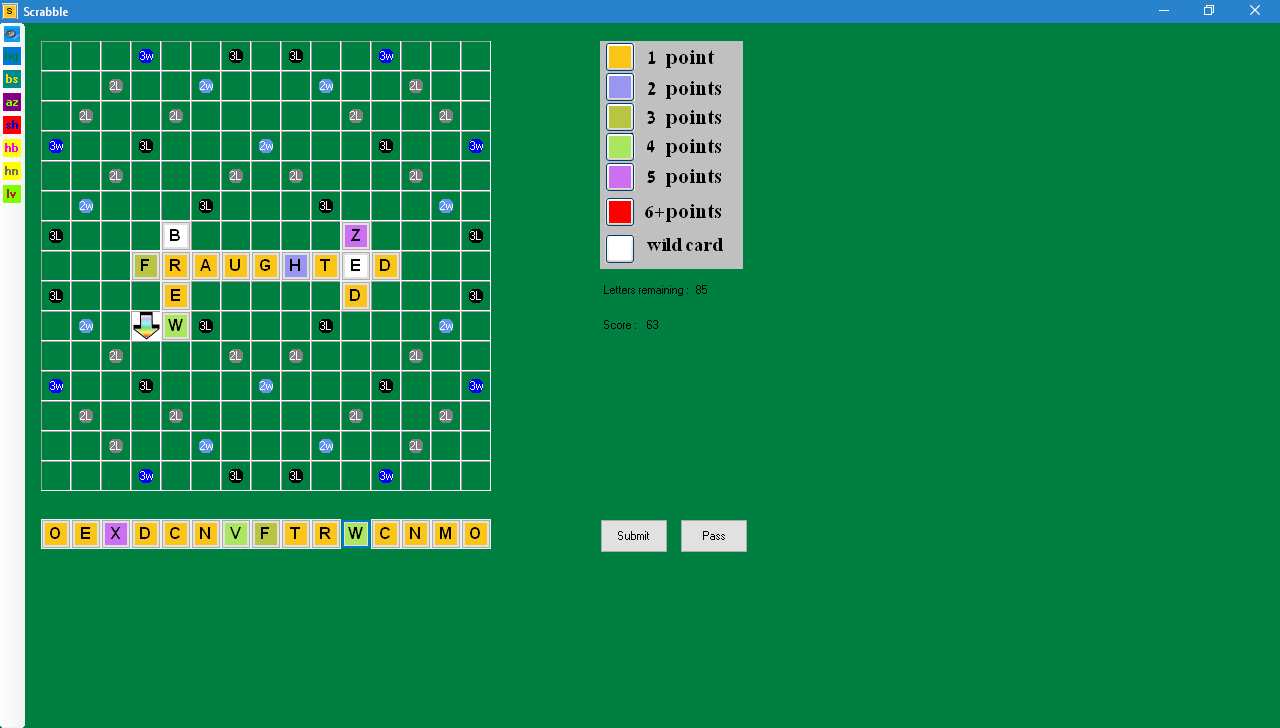 S Scrabble
bs
az
sh
hb
hn
lv
3W 3L 3L 3W
2L 2W 2W 2L
2L 2L 2L 2L
3W 3L 2W 3L 3W
2L 2L 2L 2L
2W 3L 3L 2W
3L B Z 3L
F R A U G H T E D
3L E D 3L
2W W 3L 3L 2W
2L 2L 2L 2L
3W 3L 2W 3L 3W
2L 2L 2L 2L
2L 2W 2W 2L
3W 3L 3L 3W
O E X D C N V F T R W C N M O
1 point
2 points
3 points
4 points
5 points
6+points
wild card
Letters remaining : 85
Score : 63
Submit Pass